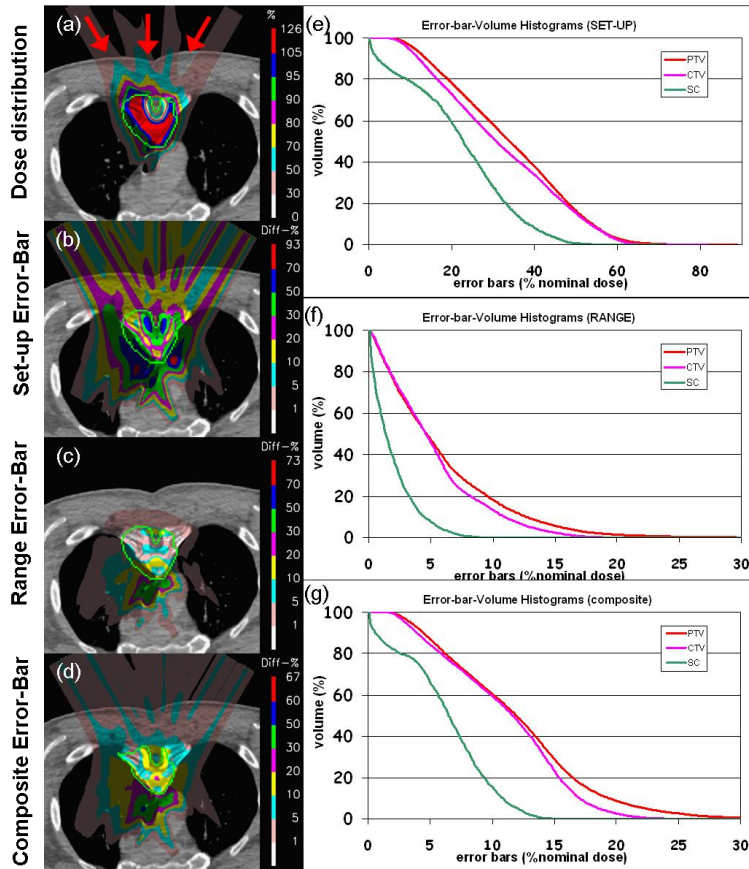 Dose distribution
(a)
%
126
105
95
90
80
70
50
30
0
Set-up Error-Bar
(b)
Diff-%
93
70
50
30
20
10
5
1
Range Error-Bar
(c)
Diff-%
73
70
50
30
20
10
5
1
Composite Error-Bar
(d)
Diff-%
67
60
50
30
20
10
5
1
(e)
Error-bar-Volume Histograms (SET-UP)
PTV
CTV
SC
volume (%)
100
80
60
40
20
0
0 20 40 60 80
error bars (% nominal dose)
(f)
Error-bar-Volume Histograms (RANGE)
PTV
CTV
SC
volume (%)
100
80
60
40
20
0
0 5 10 15 20 25 30
error bars (%nominal dose)
(g)
Error-bar-Volume Histograms (composite)
PTV
CTV
SC
volume (%)
100
80
60
40
20
0
0 5 10 15 20 25 30
error bars (%nominal dose)